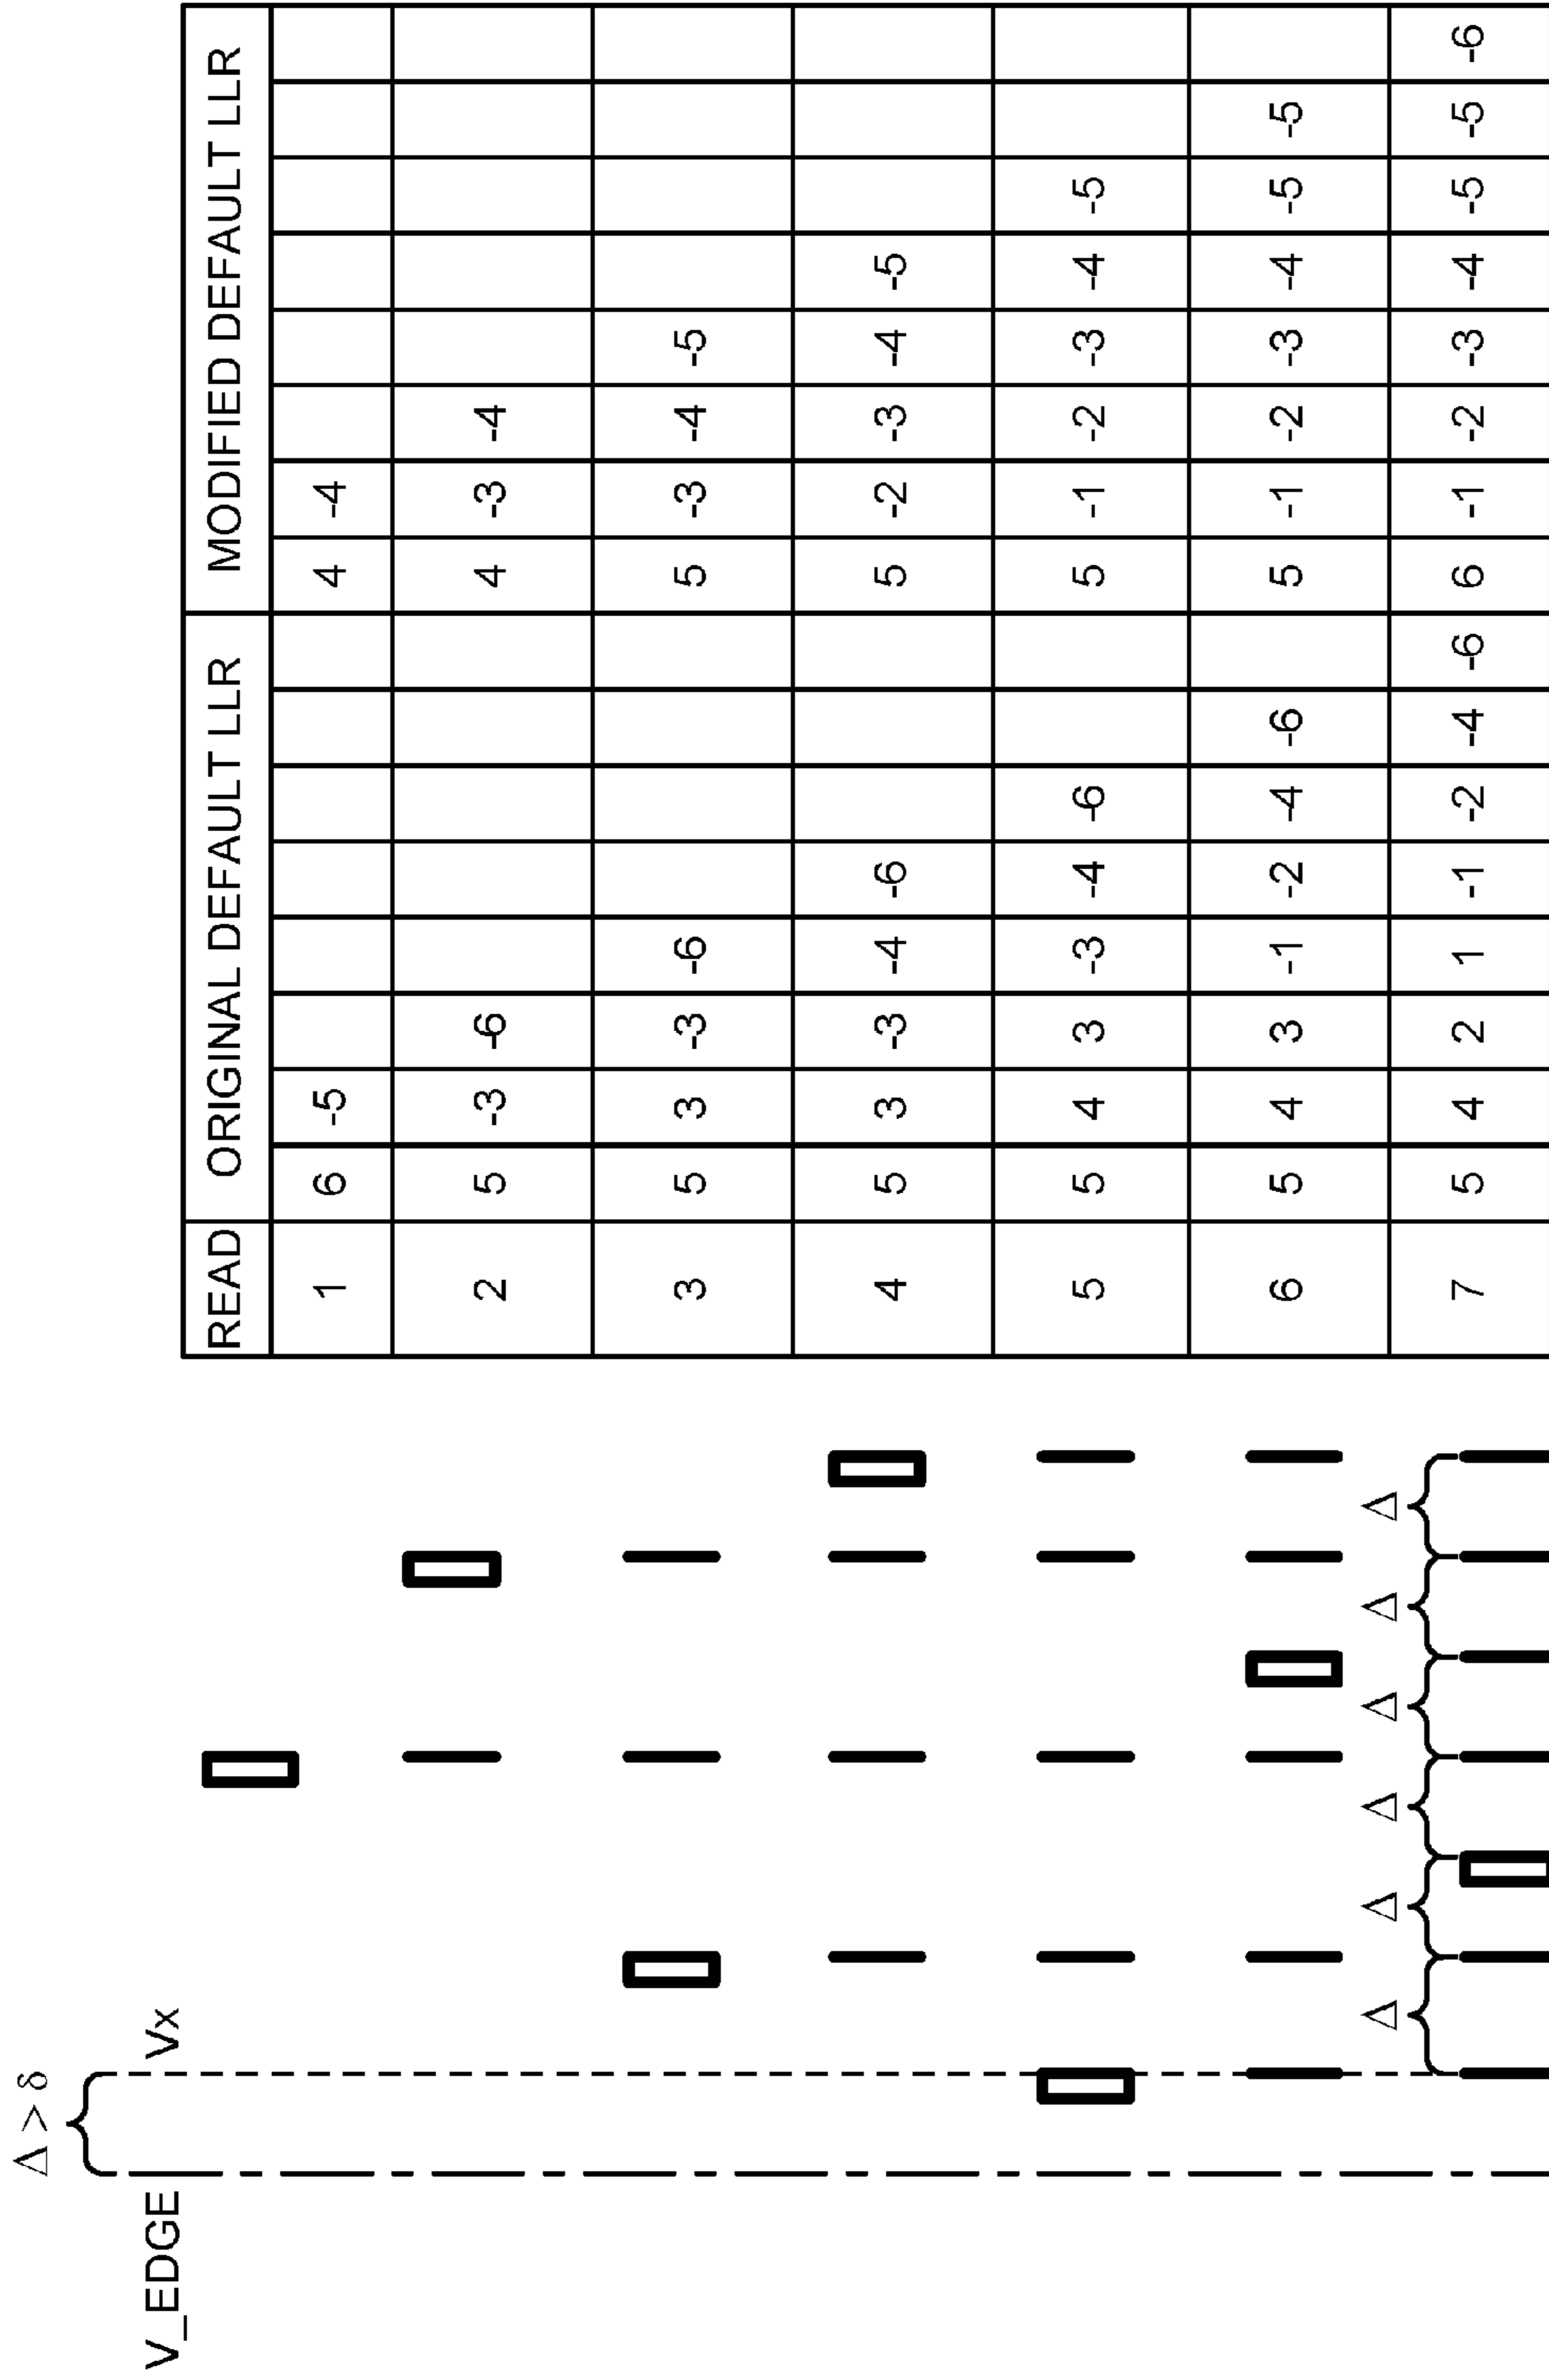 Δ > δ
V_EDGE Vx
Δ Δ Δ Δ Δ Δ
READ ORIGINAL DEFAULT LLR MODIFIED DEFAULT LLR
1 6 -5 4 -4
2 5 -3 -6 4 -3 -4
3 5 3 -3 -6 5 -3 -4 -5
4 5 3 -3 -4 -6 5 -2 -3 -4 -5
5 5 4 3 -3 -4 -6 5 -1 -2 -3 -4 -5
6 5 4 3 -1 -2 -4 -6 5 -1 -2 -3 -4 -5 -5
7 5 4 2 1 -1 -2 -4 -6 6 -1 -2 -3 -4 -5 -5 -6